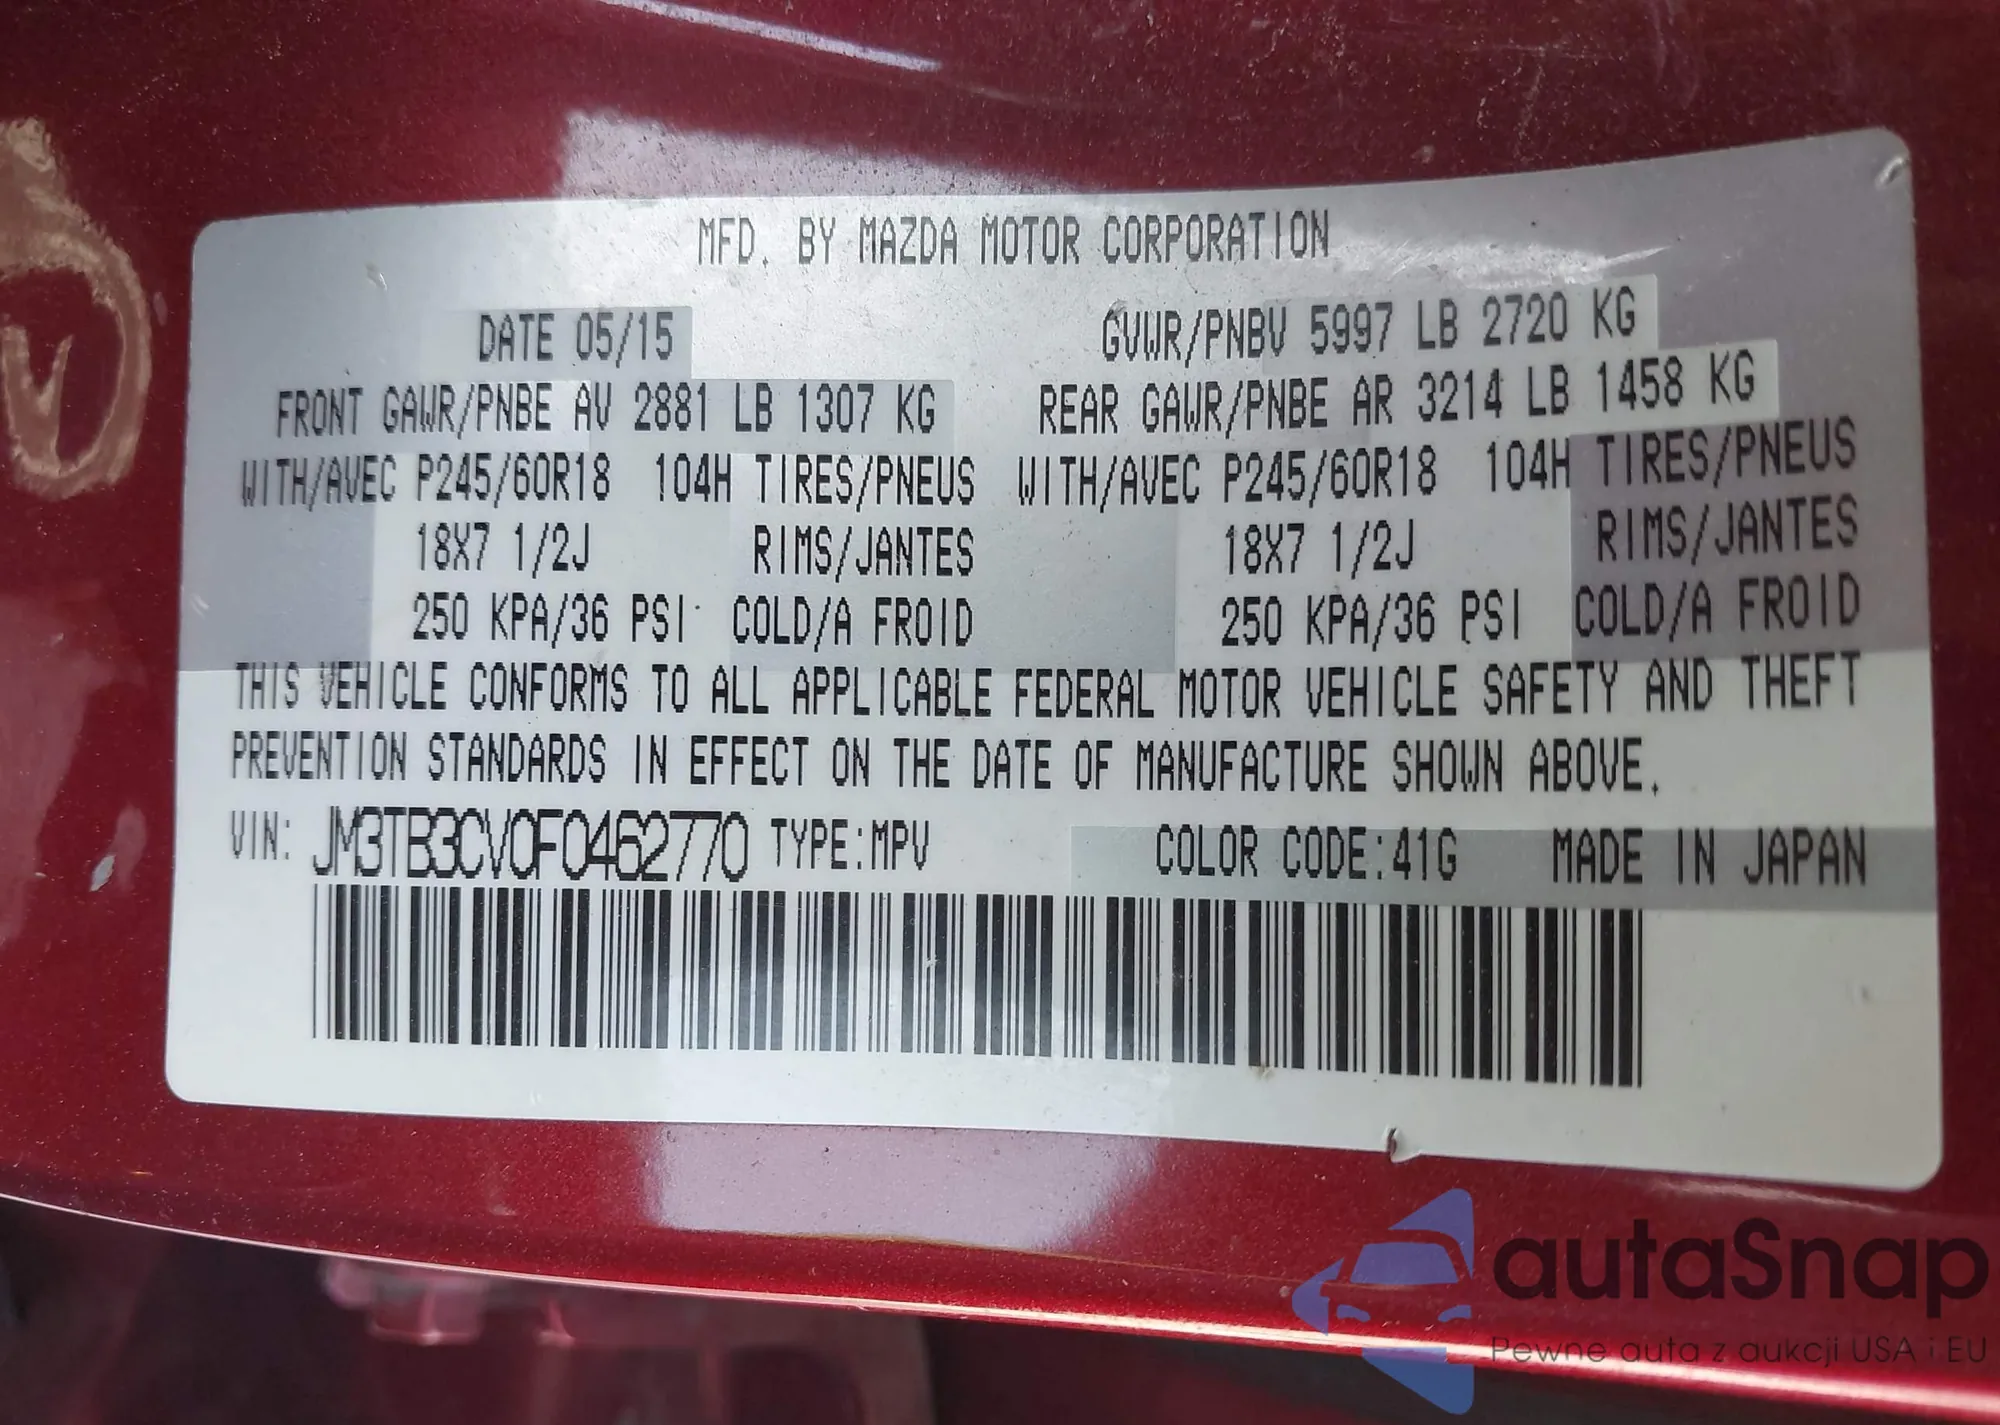 MFD. BY MAZDA MOTOR CORPORATION
DATE 05/15 GVWR/PNBV 5997 LB 2720 KG
FRONT GAWR/PNBE AV 2881 LB 1307 KG REAR GAWR/PNBE AR 3214 LB 1458 KG
WITH/AVEC P245/60R18 104H TIRES/PNEUS WITH/AVEC P245/60R18 104H TIRES/PNEUS
18X7 1/2J RIMS/JANTES 18X7 1/2J RIMS/JANTES
250 KPA/36 PSI COLD/A FROID 250 KPA/36 PSI COLD/A FROID
THIS VEHICLE CONFORMS TO ALL APPLICABLE FEDERAL MOTOR VEHICLE SAFETY AND THEFT
PREVENTION STANDARDS IN EFFECT ON THE DATE OF MANUFACTURE SHOWN ABOVE.
VIN: JM3TB3CV0F0462770 TYPE:MPV COLOR CODE:41G MADE IN JAPAN
autaSnap
Pewne auta z aukcji USA i EU